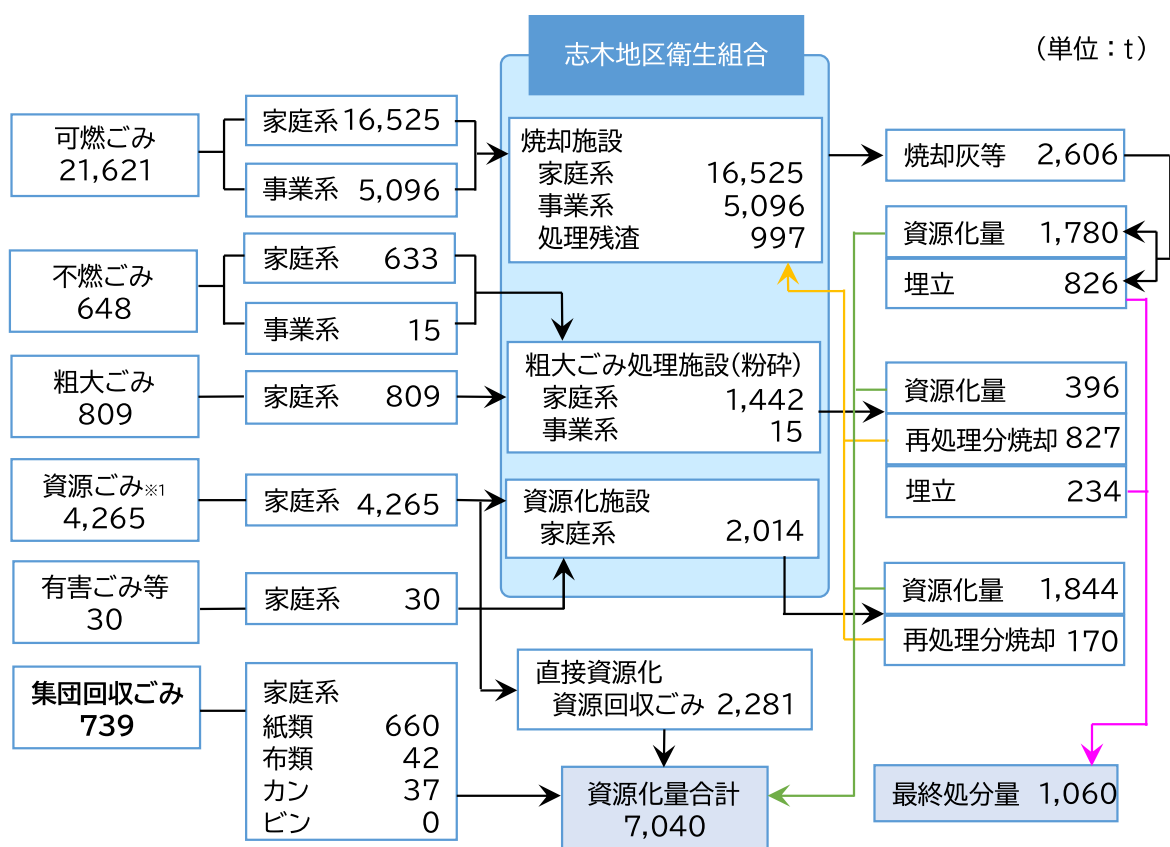 志木地区衛生組合
（単位：t）
可燃ごみ
21,621
家庭系 16,525
事業系 5,096
焼却施設
家庭系 16,525
事業系 5,096
処理残渣 997
焼却灰等 2,606
資源化量 1,780
埋立 826
不燃ごみ
648
家庭系 633
事業系 15
粗大ごみ
809
家庭系 809
粗大ごみ処理施設（粉砕）
家庭系 1,442
事業系 15
資源化量 396
再処理分焼却 827
埋立 234
資源ごみ※1
4,265
家庭系 4,265
資源化施設
家庭系 2,014
有害ごみ等
30
家庭系 30
資源化量 1,844
再処理分焼却 170
集団回収ごみ
739
家庭系
紙類 660
布類 42
カン 37
ビン 0
直接資源化
資源回収ごみ 2,281
資源化量合計
7,040
最終処分量 1,060